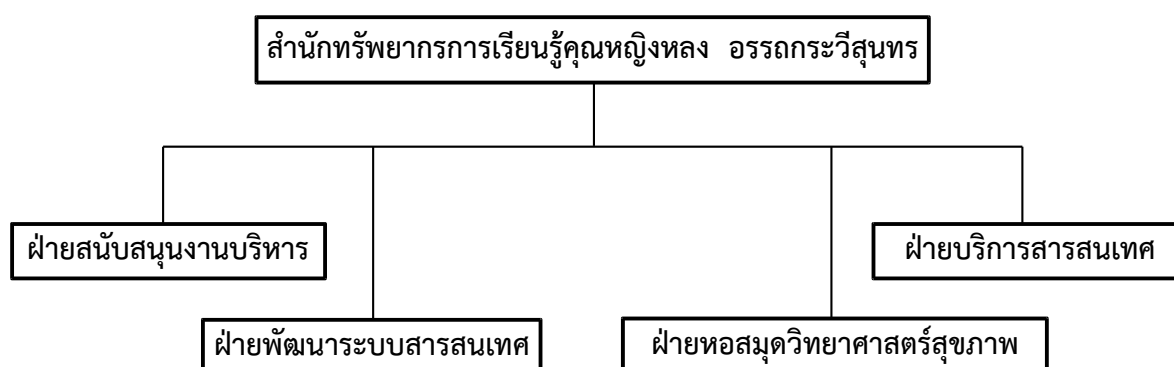 สำนักทรัพยากรการเรียนรู้คุณหญิงหลง อรรถกระวีสุนทร
ฝ่ายสนับสนุนงานบริหาร
ฝ่ายบริการสารสนเทศ
ฝ่ายพัฒนาระบบสารสนเทศ
ฝ่ายหอสมุดวิทยาศาสตร์สุขภาพ